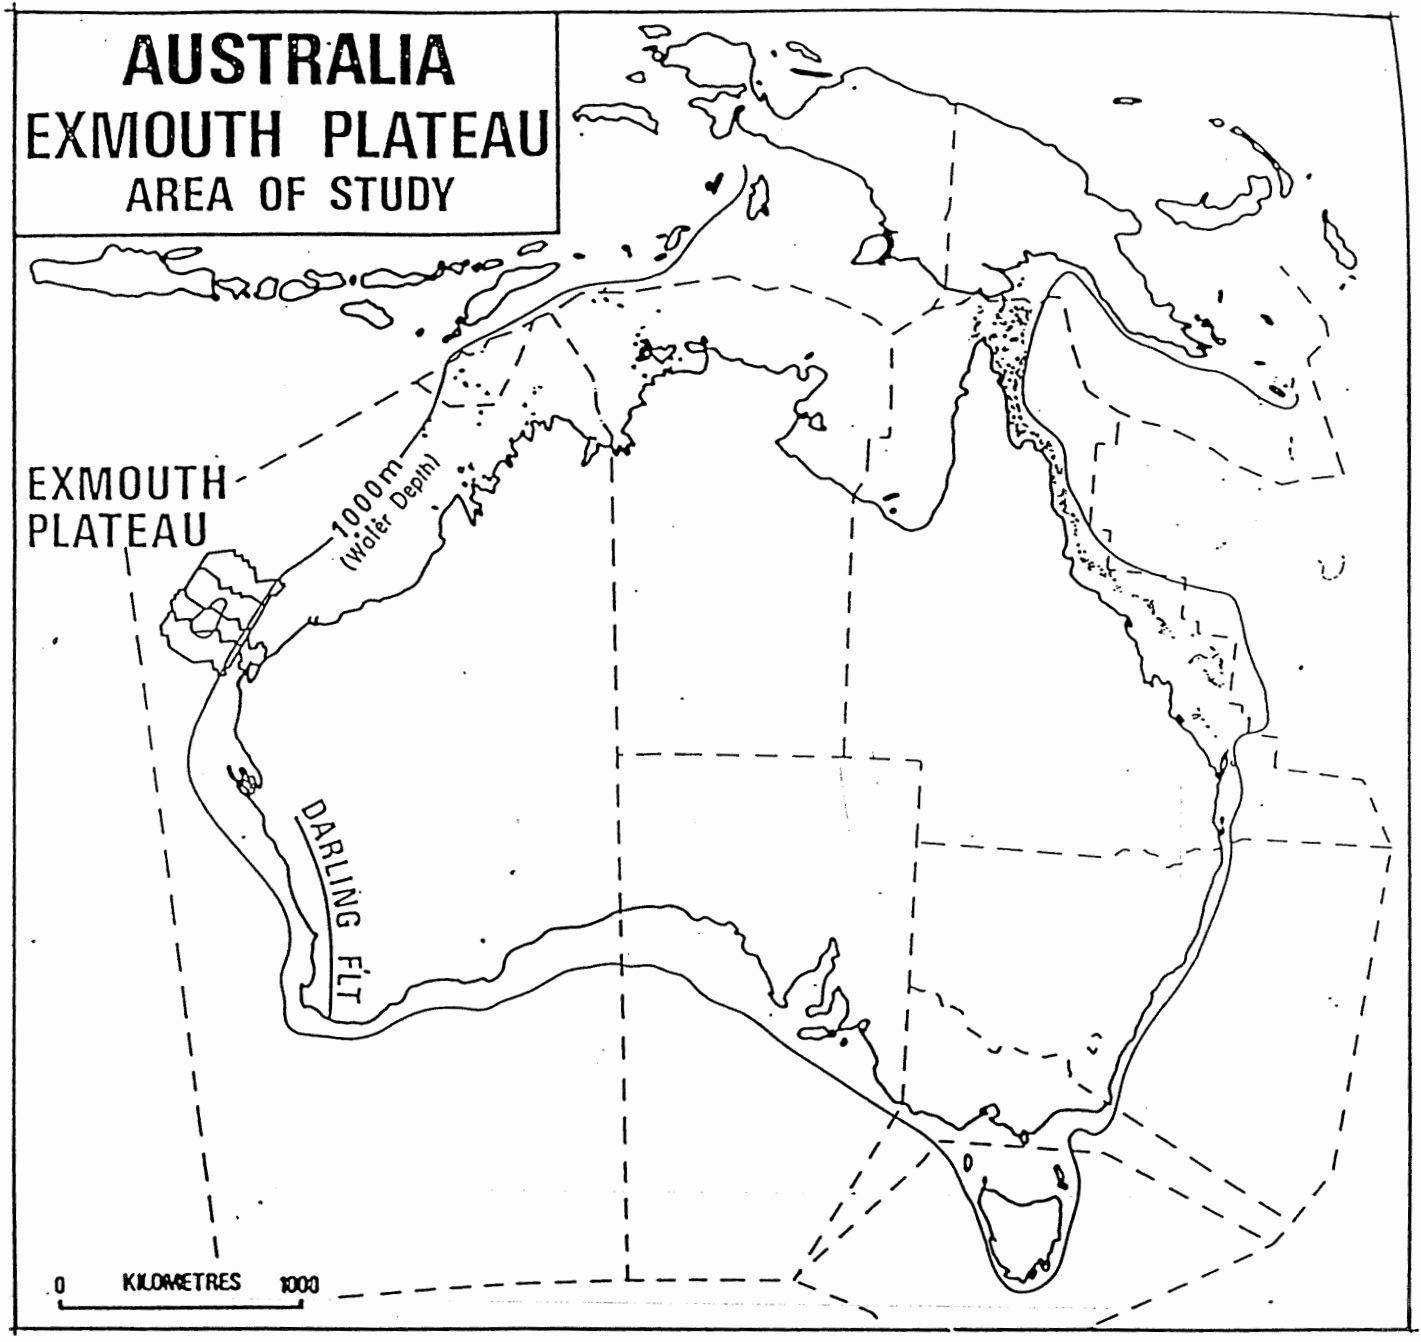 AUSTRALIA
EXMOUTH PLATEAU
AREA OF STUDY
EXMOUTH
PLATEAU
1000m
(Water Depth)
DARLING FLT
0 KILOMETRES 1000